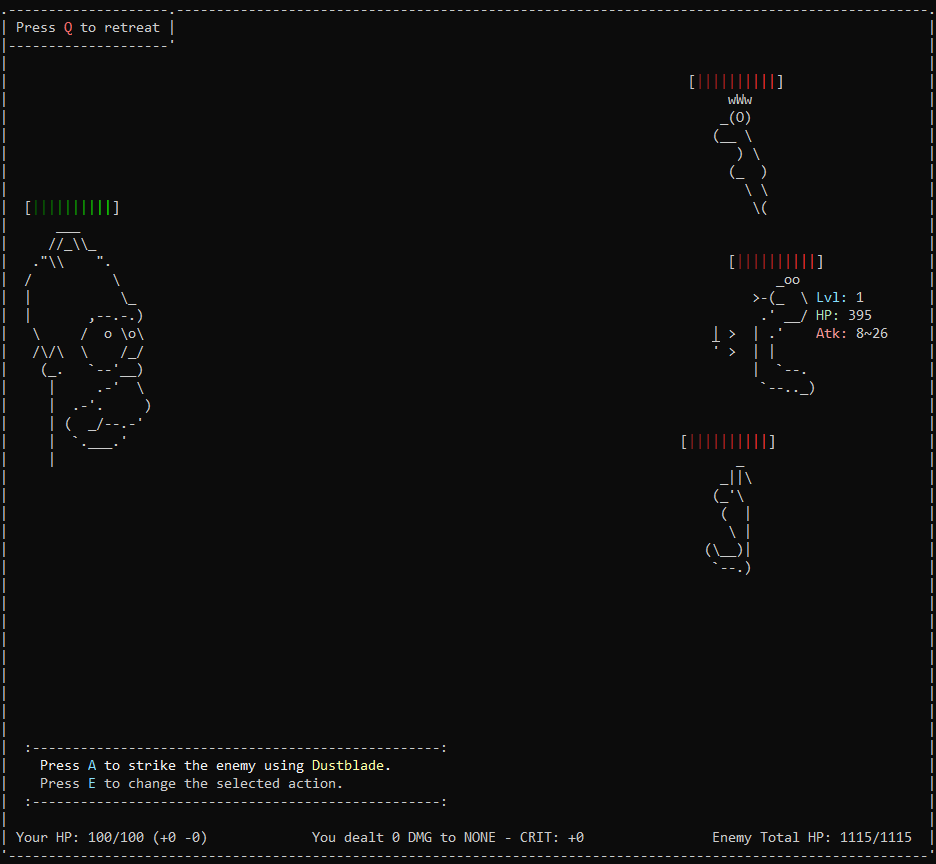 Press Q to retreat
Lvl: 1
HP: 395
Atk: 8~26
Press A to strike the enemy using Dustblade.
Press E to change the selected action.
Your HP: 100/100 (+0 -0)
You dealt 0 DMG to NONE - CRIT: +0
Enemy Total HP: 1115/1115